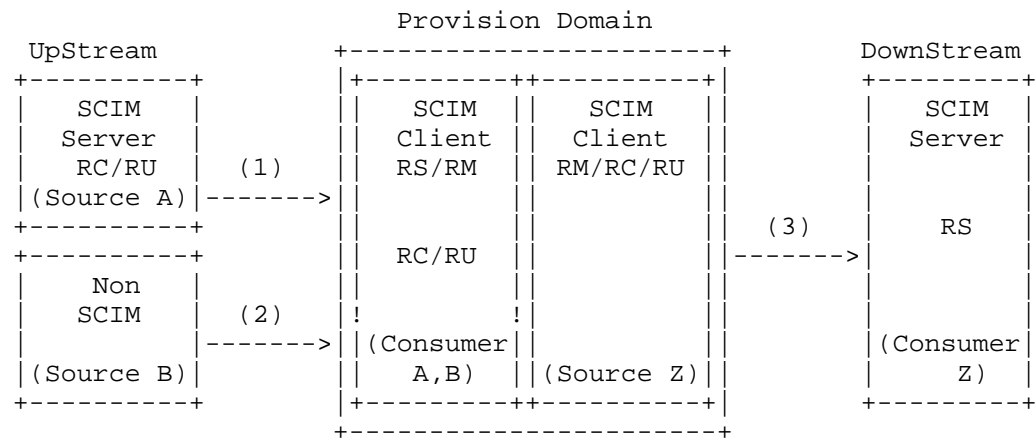 Provision Domain
UpStream DownStream
SCIM SCIM SCIM SCIM
Server Client Client Server
RC/RU (1) RS/RM RM/RC/RU
(Source A)
(3) RS
RC/RU
Non
SCIM (2) ! !
(Consumer (Consumer
(Source B) A,B) (Source Z) Z)